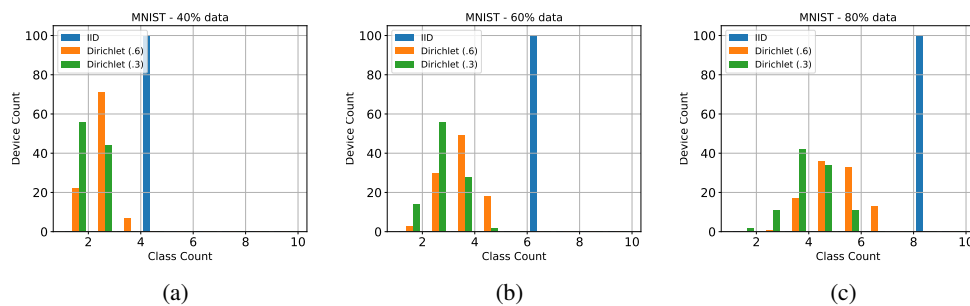 MNIST - 40% data
100
80
60
40
20
0
Device Count
IID
Dirichlet (.6)
Dirichlet (.3)
2
4
6
8
10
Class Count
(a)
MNIST - 60% data
100
80
60
40
20
0
Device Count
IID
Dirichlet (.6)
Dirichlet (.3)
2
4
6
8
10
Class Count
(b)
MNIST - 80% data
100
80
60
40
20
0
Device Count
IID
Dirichlet (.6)
Dirichlet (.3)
2
4
6
8
10
Class Count
(c)